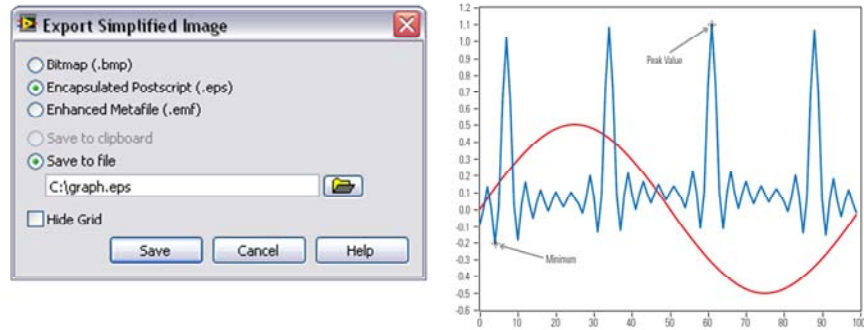 Export Simplified Image
Bitmap (.bmp)
Encapsulated Postscript (.eps)
Enhanced Metafile (.emf)
Save to clipboard
Save to file
C:\graph.eps
Hide Grid
Save
Cancel
Help
1.2
1.1
1.0
0.9
0.8
0.7
0.6
0.5
0.4
0.3
0.2
0.1
0.0
-0.1
-0.2
-0.3
-0.4
-0.5
-0.6
Peak Value
Minimum
0 10 20 30 40 50 60 70 80 90 100